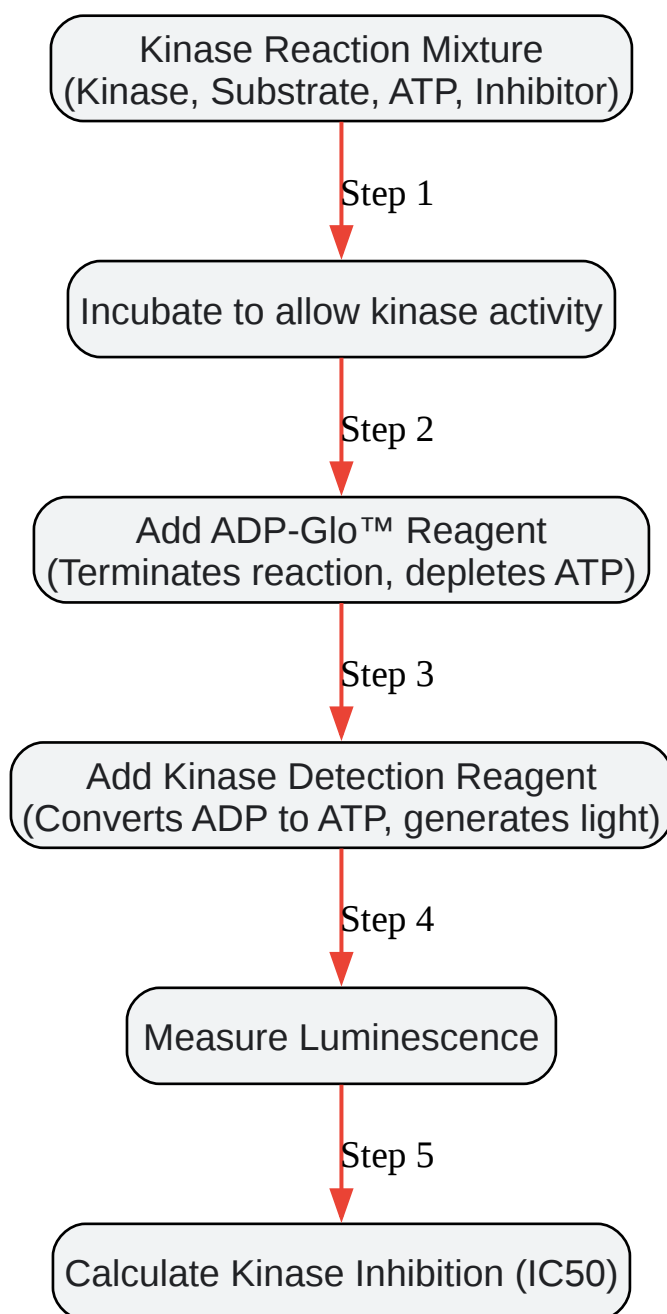 Kinase Reaction Mixture
(Kinase, Substrate, ATP, Inhibitor)
Step 1
Incubate to allow kinase activity
Step 2
Add ADP-Glo™ Reagent
(Terminates reaction, depletes ATP)
Step 3
Add Kinase Detection Reagent
(Converts ADP to ATP, generates light)
Step 4
Measure Luminescence
Step 5
Calculate Kinase Inhibition (IC50)